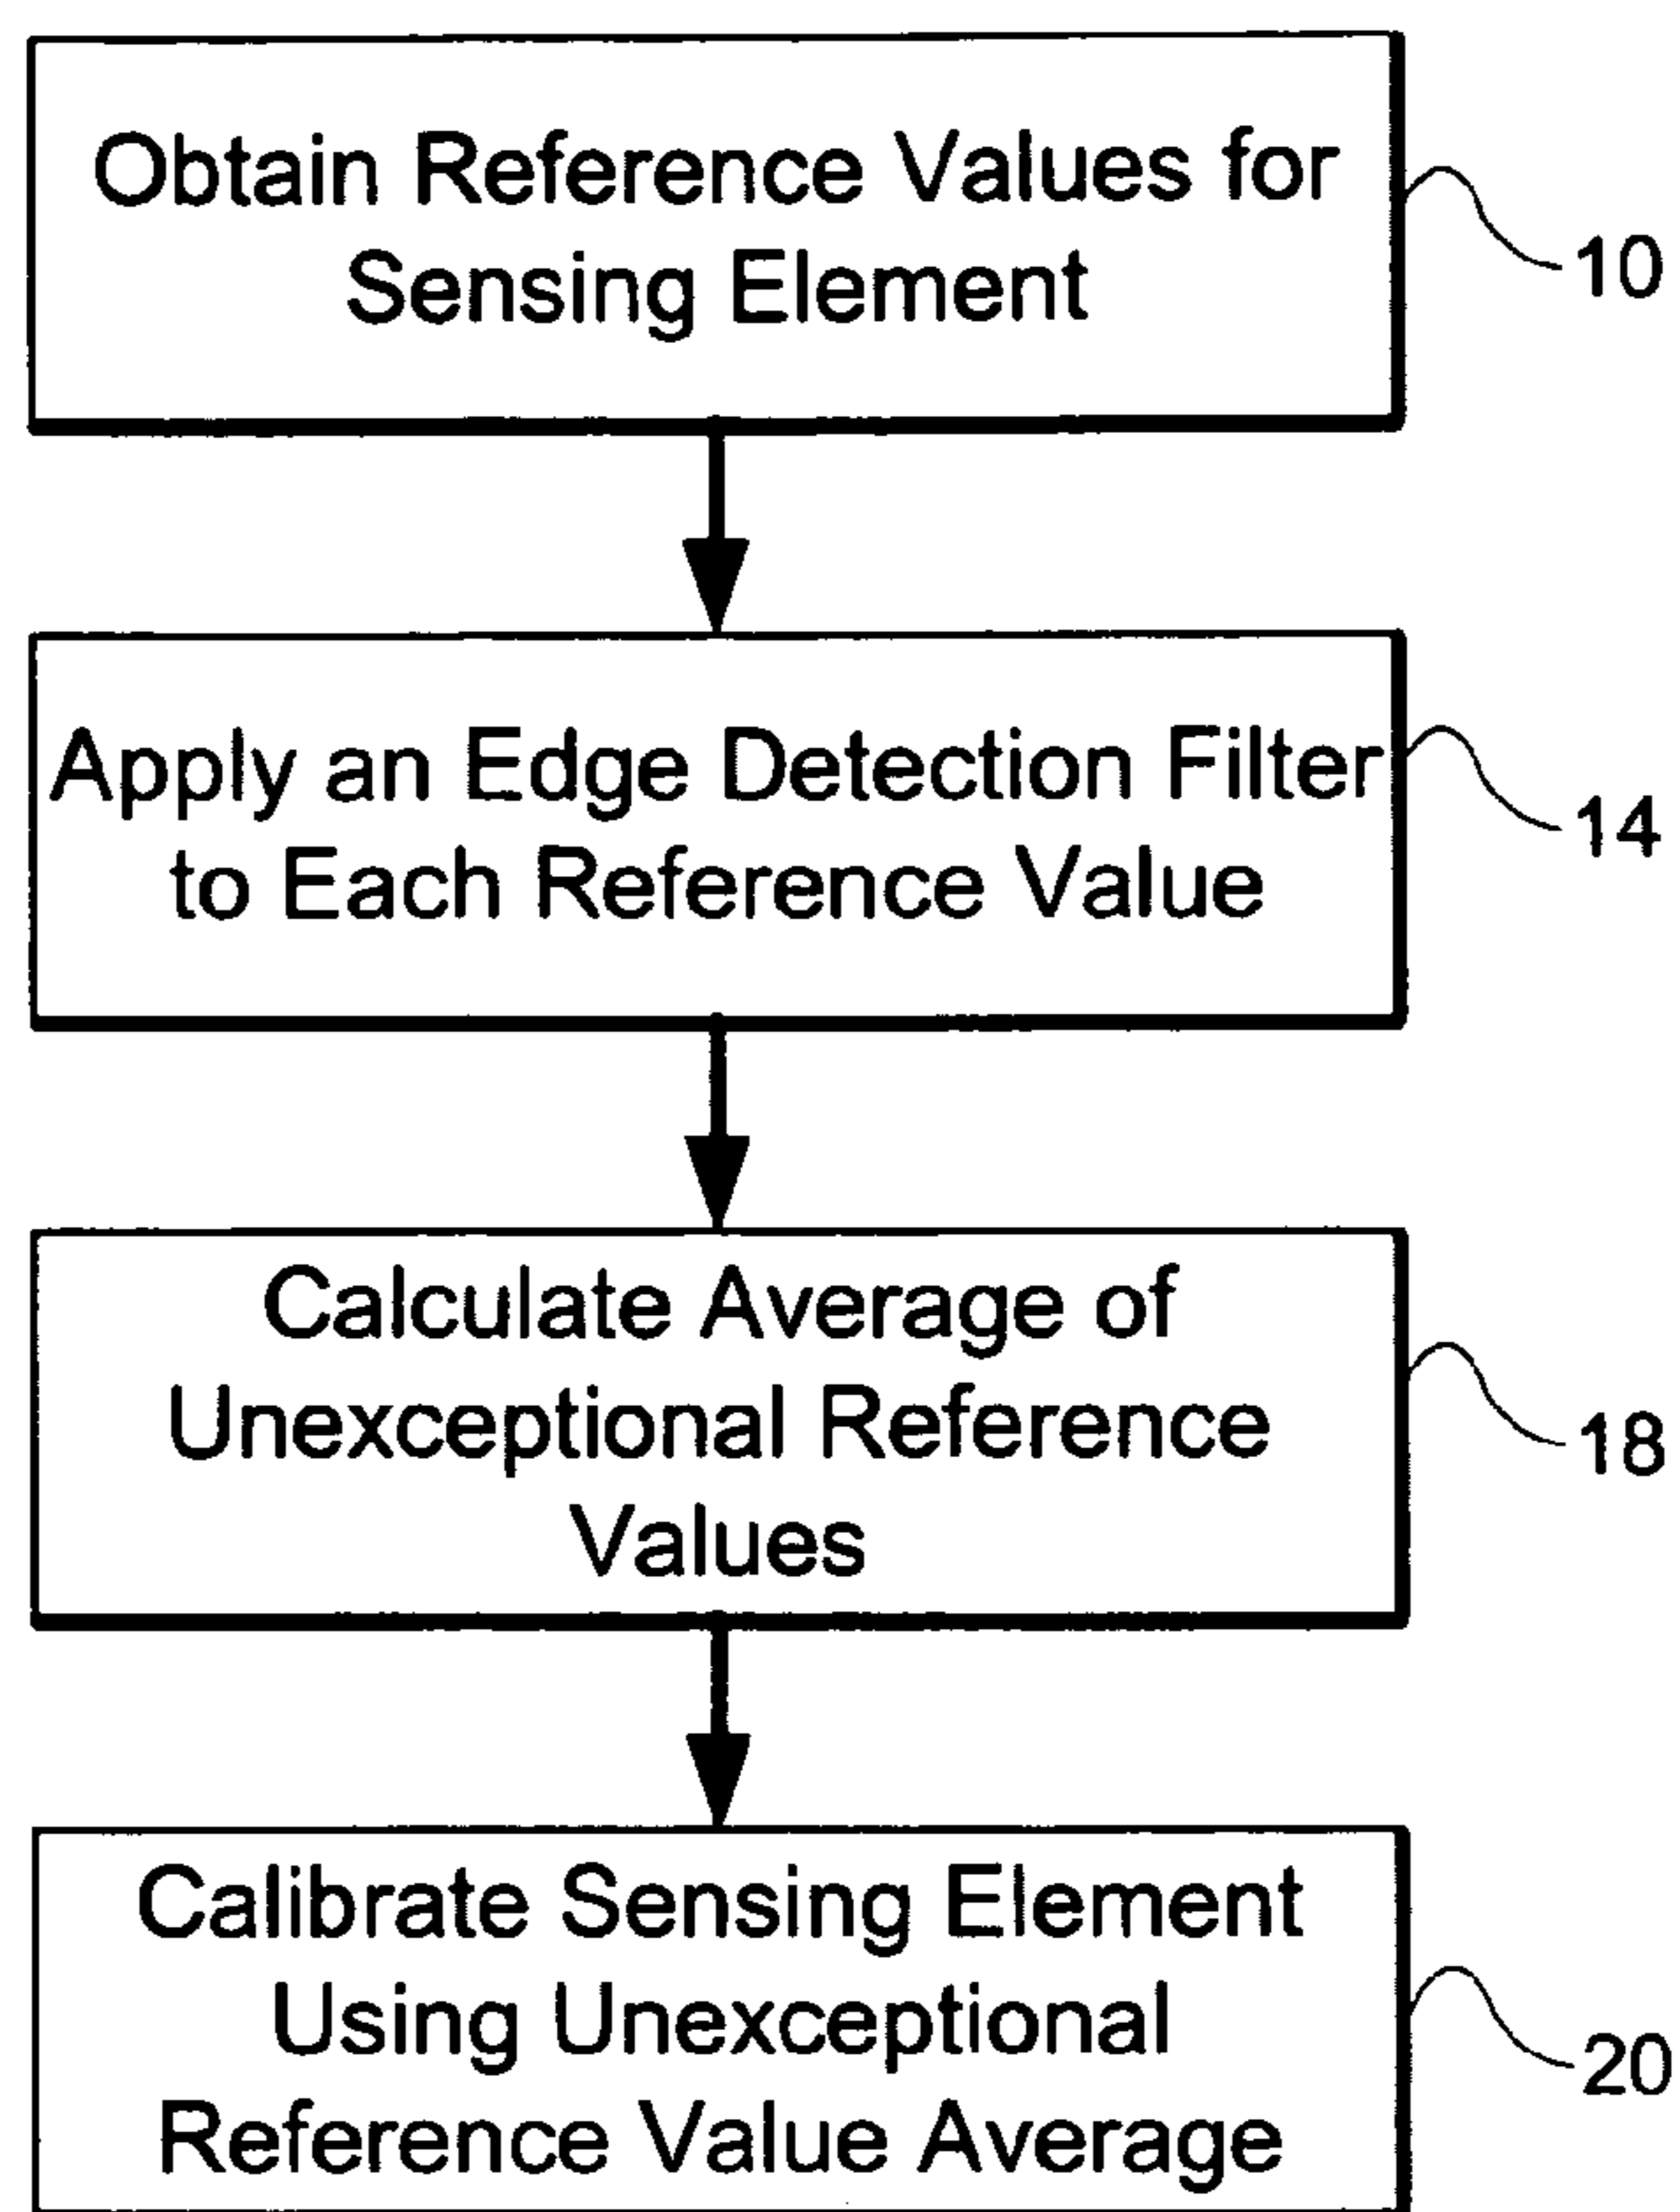 Obtain Reference Values for
Sensing Element
10
Apply an Edge Detection Filter
to Each Reference Value
14
Calculate Average of
Unexceptional Reference
Values
18
Calibrate Sensing Element
Using Unexceptional
Reference Value Average
20